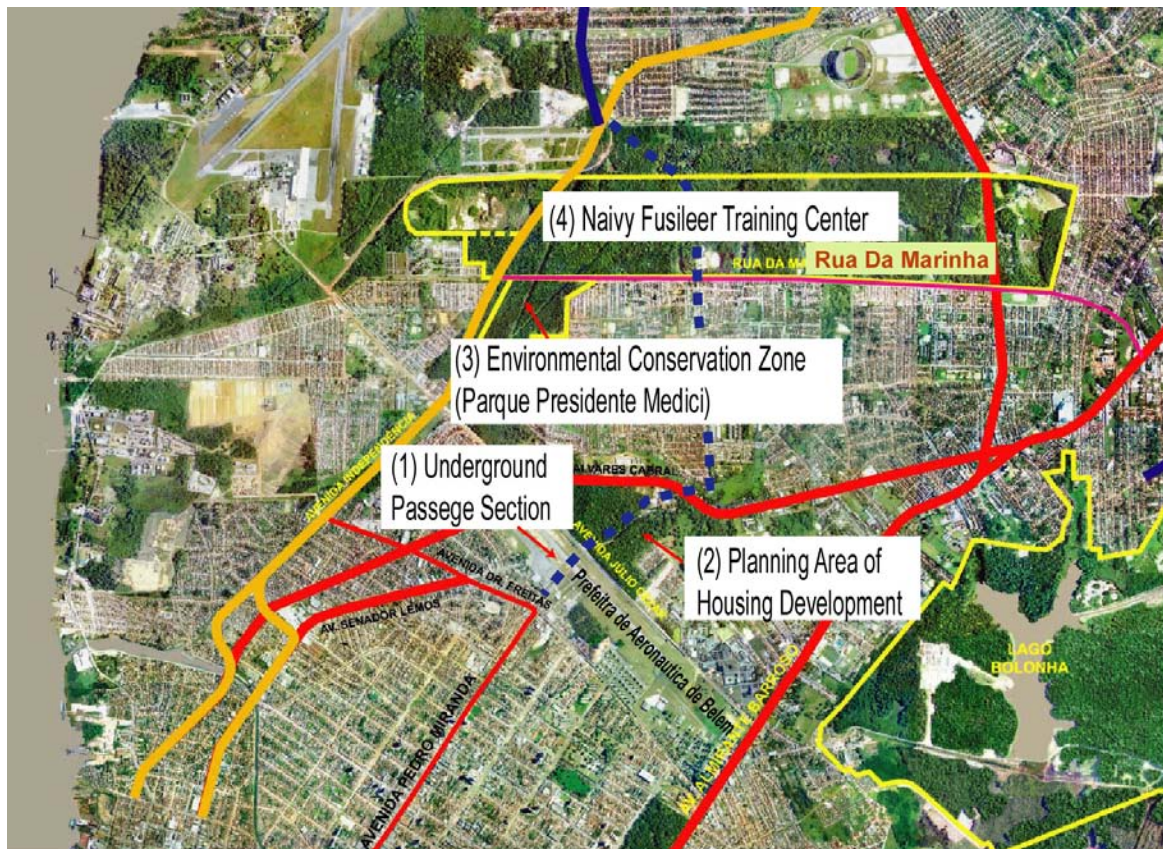 (4) Naivy Fusileer Training Center
RUA DA MA
Rua Da Marinha
(3) Environmental Conservation Zone
(Parque Presidente Medici)
AVENIDA INDEPENDENCIA
(1) Underground
Passege Section
ALVARES CABRAL
AVENIDA JÚLIO
(2) Planning Area of
Housing Development
AVENIDA DR. FREITAS
Prefeitra de Aeronautica de Belem
AV. SENADOR LEMOS
LAGO
BOLONHA
AVENIDA PEDRO MIRANDA
AV. ALMIRANTE BARROSO